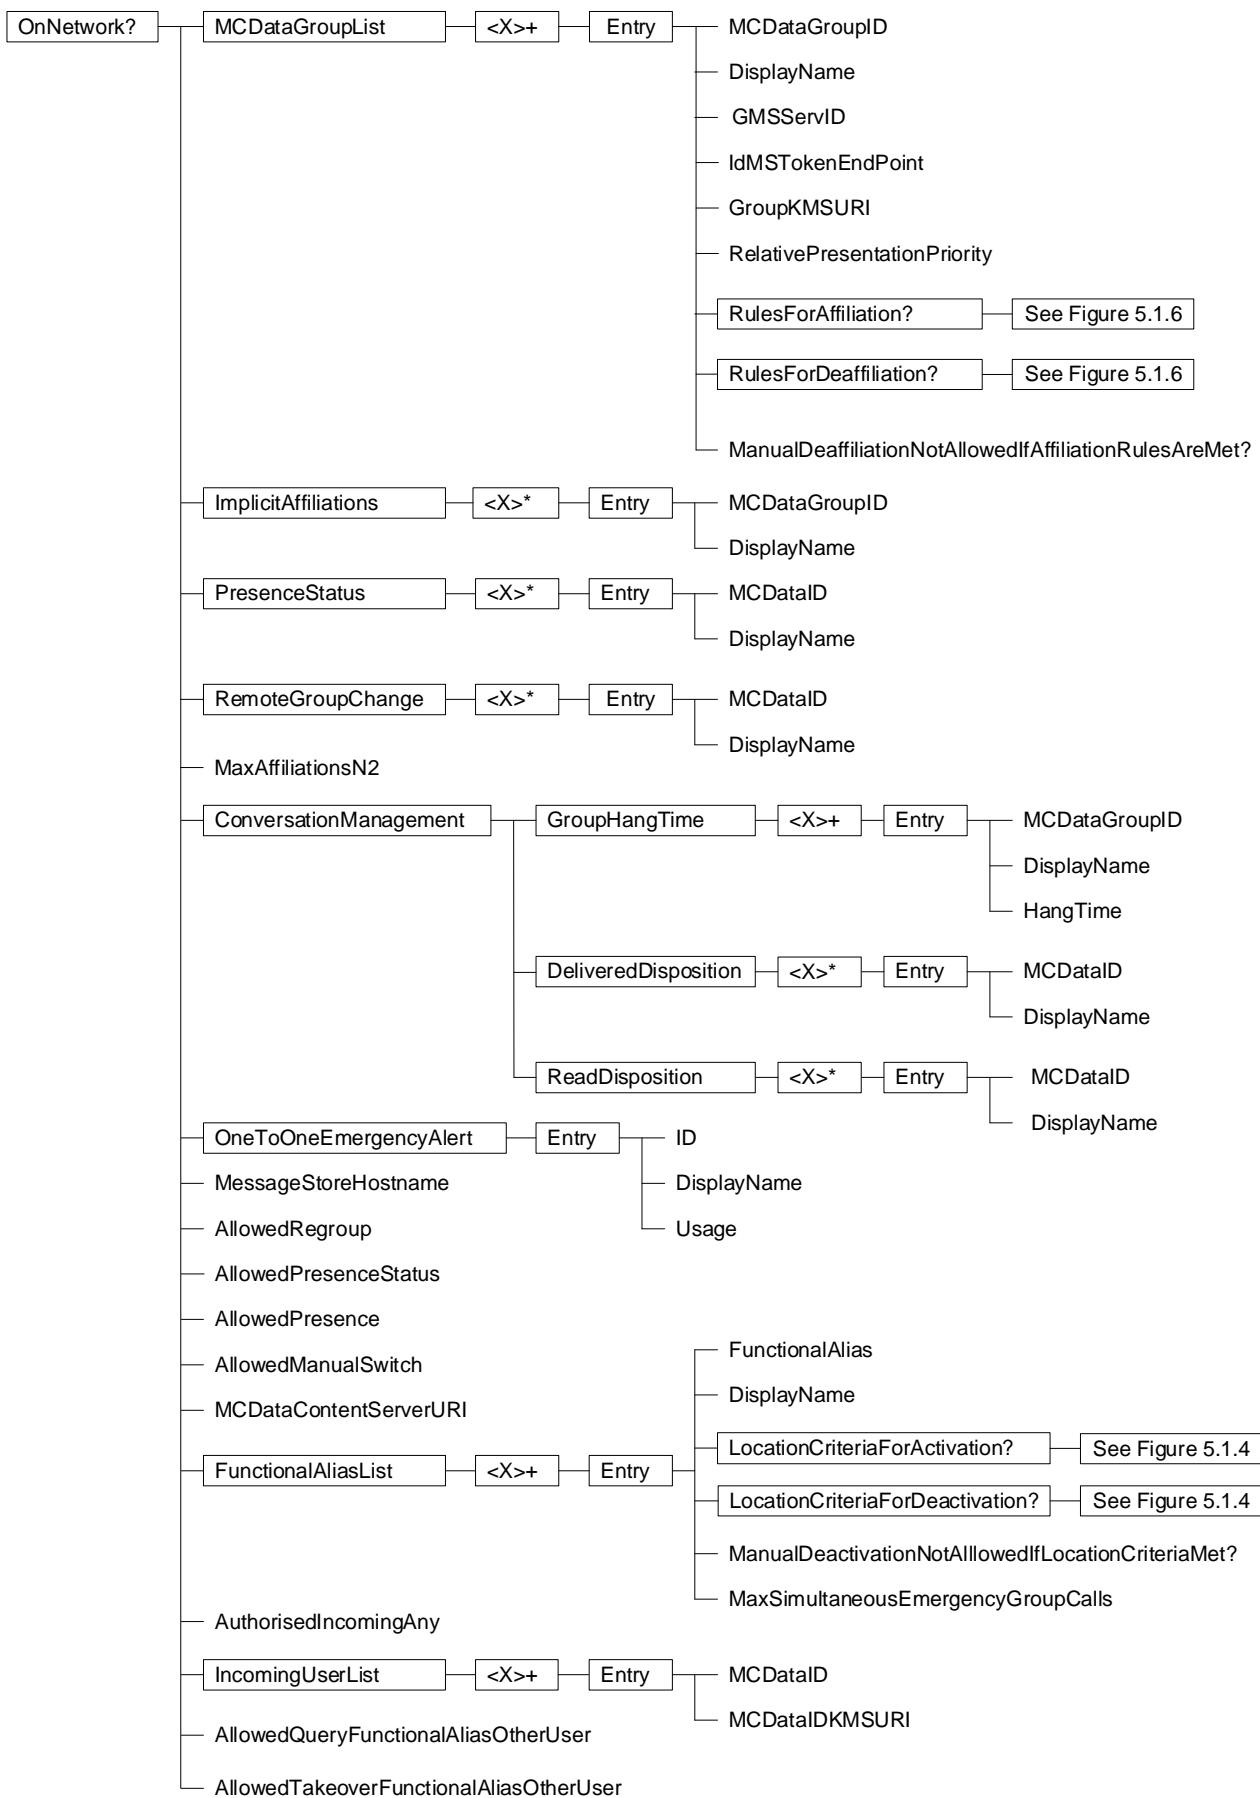 OnNetwork? MCDataGroupList <X>+ Entry MCDataGroupID
DisplayName
GMSServID
IdMSTokenEndPoint
GroupKMSURI
RelativePresentationPriority
RulesForAffiliation? See Figure 5.1.6
RulesForDeaffiliation? See Figure 5.1.6
ManualDeaffiliationNotAllowedIfAffiliationRulesAreMet?
ImplicitAffiliations <X>* Entry MCDataGroupID
DisplayName
PresenceStatus <X>* Entry MCDataID
DisplayName
RemoteGroupChange <X>* Entry MCDataID
DisplayName
MaxAffiliationsN2
ConversationManagement GroupHangTime <X>+ Entry MCDataGroupID
DisplayName
HangTime
DeliveredDisposition <X>* Entry MCDataID
DisplayName
ReadDisposition <X>* Entry MCDataID
DisplayName
OneToOneEmergencyAlert Entry ID
MessageStoreHostname DisplayName
AllowedRegroup Usage
AllowedPresenceStatus
AllowedPresence
FunctionalAlias
AllowedManualSwitch
DisplayName
MCDataContentServerURI
LocationCriteriaForActivation? See Figure 5.1.4
FunctionalAliasList <X>+ Entry
LocationCriteriaForDeactivation? See Figure 5.1.4
ManualDeactivationNotAlllowedIfLocationCriteriaMet?
MaxSimultaneousEmergencyGroupCalls
AuthorisedIncomingAny
IncomingUserList <X>+ Entry MCDataID
MCDataIDKMSURI
AllowedQueryFunctionalAliasOtherUser
AllowedTakeoverFunctionalAliasOtherUser